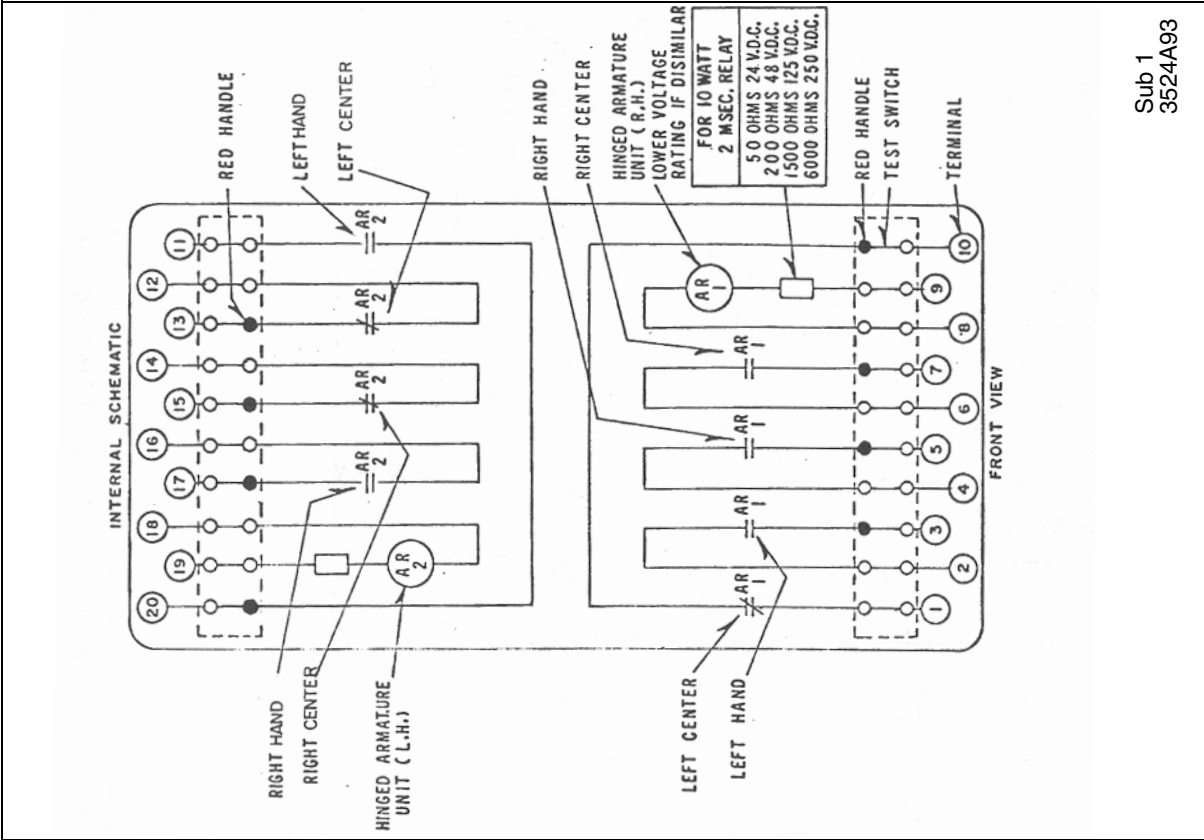 INTERNAL SCHEMATIC
20
19
18
17
16
15
14
13
12
11
RED HANDLE
LEFTHAND
LEFT CENTER
AR
2
AR
2
AR
2
AR
2
AR
2
RIGHT HAND
RIGHT CENTER
HINGED ARMATURE
UNIT (L.H.)
RIGHT HAND
RIGHT CENTER
HINGED ARMATURE
UNIT (R.H.)
LOWER VOLTAGE
RATING IF DISIMILAR
FOR 10 WATT
2 MSEC. RELAY
50 OHMS 24 V.D.C.
200 OHMS 48 V.D.C.
1500 OHMS 125 V.D.C.
6000 OHMS 250 V.D.C.
AR
1
AR
1
AR
1
AR
1
AR
1
LEFT CENTER
LEFT HAND
RED HANDLE
TEST SWITCH
TERMINAL
1
2
3
4
5
6
7
8
9
10
FRONT VIEW
Sub 1
3524A93